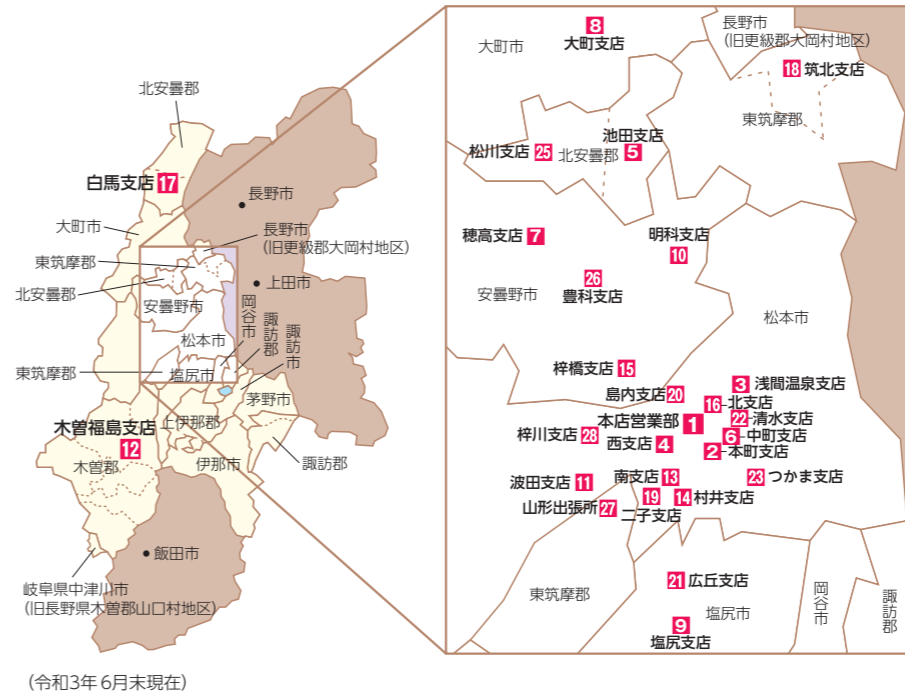 北安曇郡
白馬支店 17
大町市
長野市
長野市
(旧更級郡大岡村地区)
東筑摩郡
北安曇郡
上田市
安曇野市
岡谷市
諏訪郡
諏訪市
松本市
東筑摩郡
塩尻市
茅野市
木曽福島支店
12
上伊那郡
木曽郡
伊那市
諏訪郡
飯田市
岐阜県中津川市
(旧長野県木曽郡山口村地区)
(令和3年6月末現在)
8
大町支店
大町市
長野市
(旧更級郡大岡村地区)
18 筑北支店
東筑摩郡
池田支店
松川支店 25
北安曇郡 5
穂高支店 7
明科支店
10
26
豊科支店
安曇野市
松本市
梓橋支店 15
3 浅間温泉支店
島内支店 20
16 北支店
本店営業部 1
22 清水支店
梓川支店 28
6 中町支店
西支店 4
2 本町支店
波田支店 11
南支店 13
23 つかま支店
山形出張所 27
19
二子支店
14 村井支店
21 広丘支店
東筑摩郡
塩尻市
9
塩尻支店
岡谷市
諏訪郡